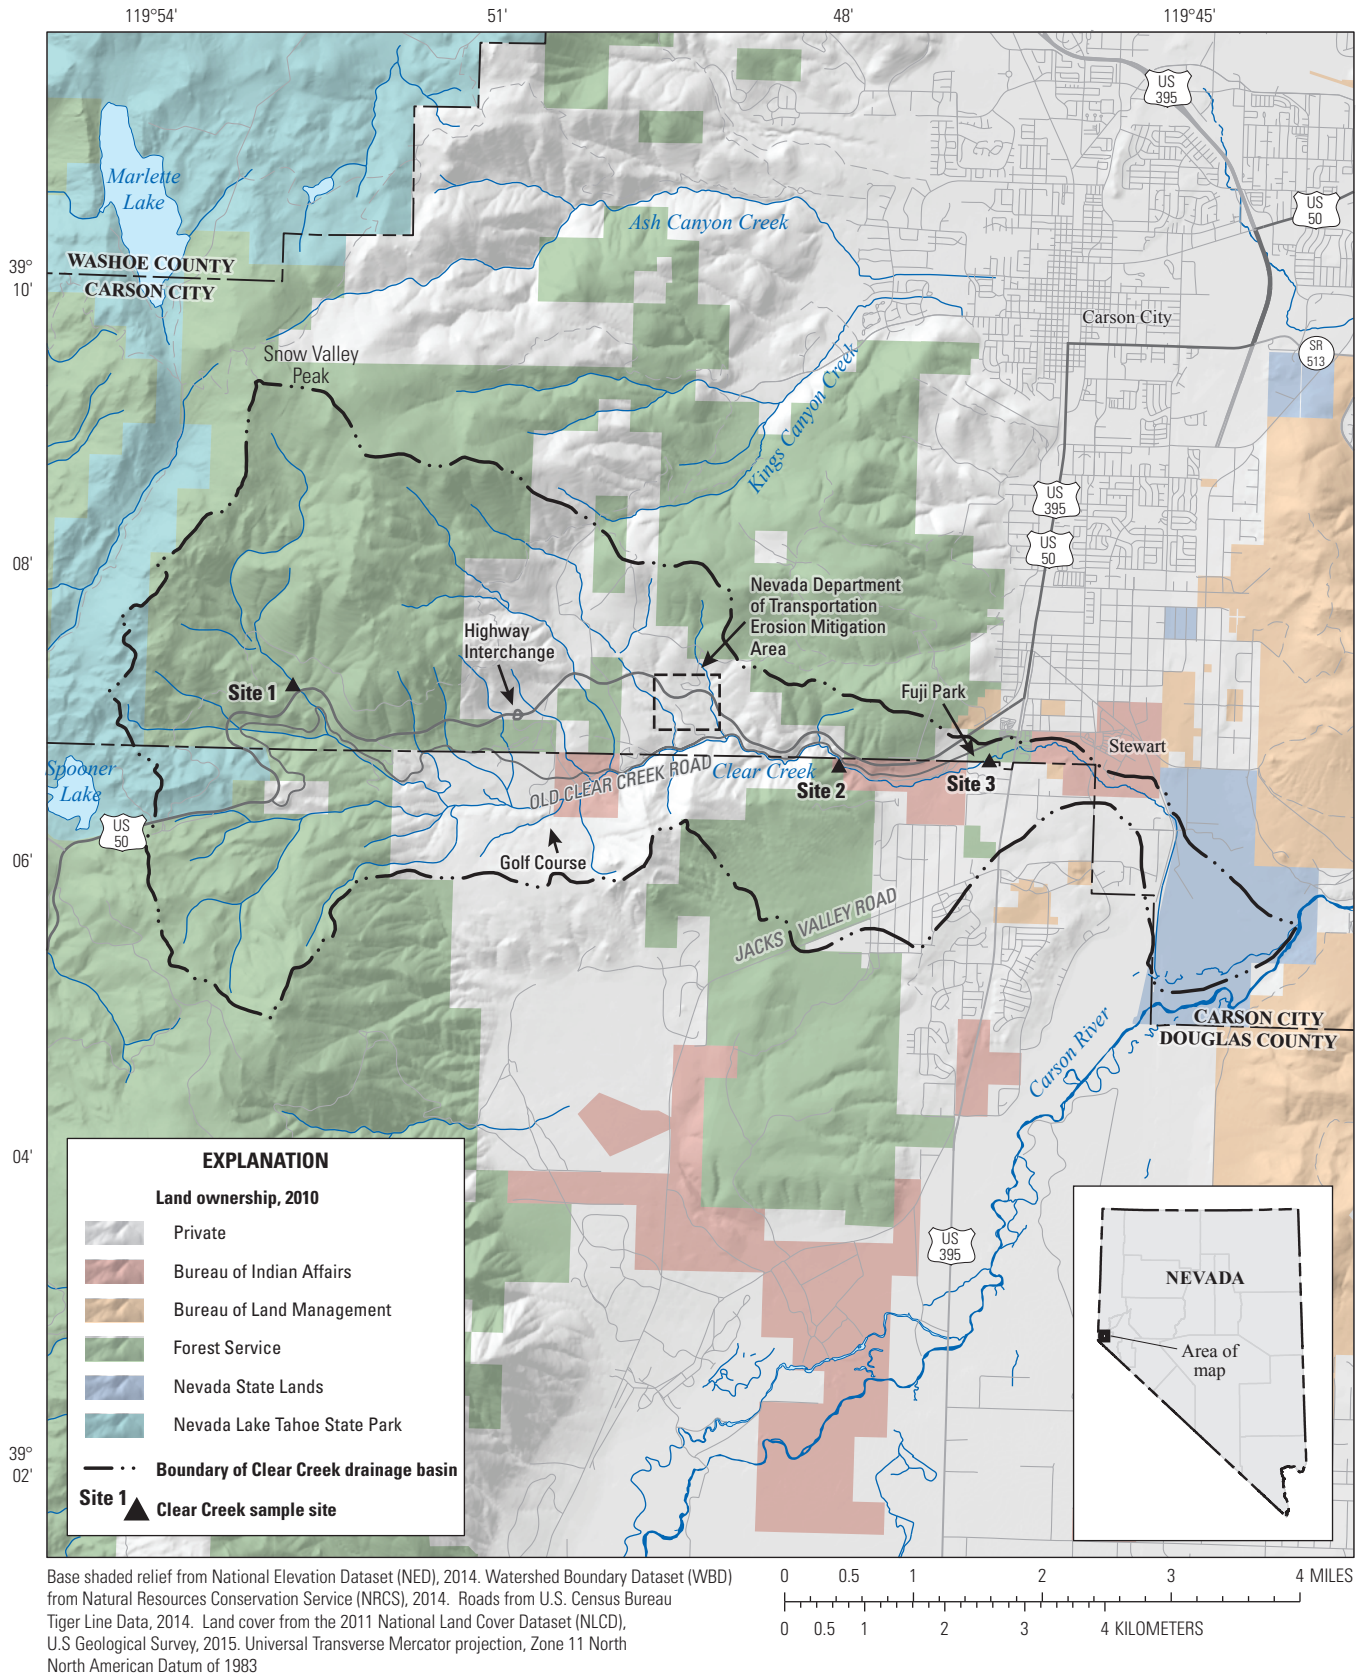 119°54'
51'
48'
119°45'
US
395
US
50
Marlette
Lake
Ash Canyon Creek
WASHOE COUNTY
CARSON CITY
39°
10'
Carson City
SR
513
Snow Valley
Peak
Kings Canyon Creek
US
395
US
50
08'
Nevada Department
of Transportation
Erosion Mitigation
Area
Highway
Interchange
Site 1
Fuji Park
Stewart
Spooner
Lake
OLD CLEAR CREEK ROAD
Clear Creek
Site 2
Site 3
US
50
06'
Golf Course
JACKS VALLEY ROAD
Carson River
CARSON CITY
DOUGLAS COUNTY
04'
US
395
39°
02'
EXPLANATION
Land ownership, 2010
Private
Bureau of Indian Affairs
Bureau of Land Management
Forest Service
Nevada State Lands
Nevada Lake Tahoe State Park
Boundary of Clear Creek drainage basin
Site 1
Clear Creek sample site
NEVADA
Area of
map
Base shaded relief from National Elevation Dataset (NED), 2014. Watershed Boundary Dataset (WBD)
from Natural Resources Conservation Service (NRCS), 2014. Roads from U.S. Census Bureau
Tiger Line Data, 2014. Land cover from the 2011 National Land Cover Dataset (NLCD),
U.S Geological Survey, 2015. Universal Transverse Mercator projection, Zone 11 North
North American Datum of 1983
0 0.5 1 2 3 4 MILES
0 0.5 1 2 3 4 KILOMETERS